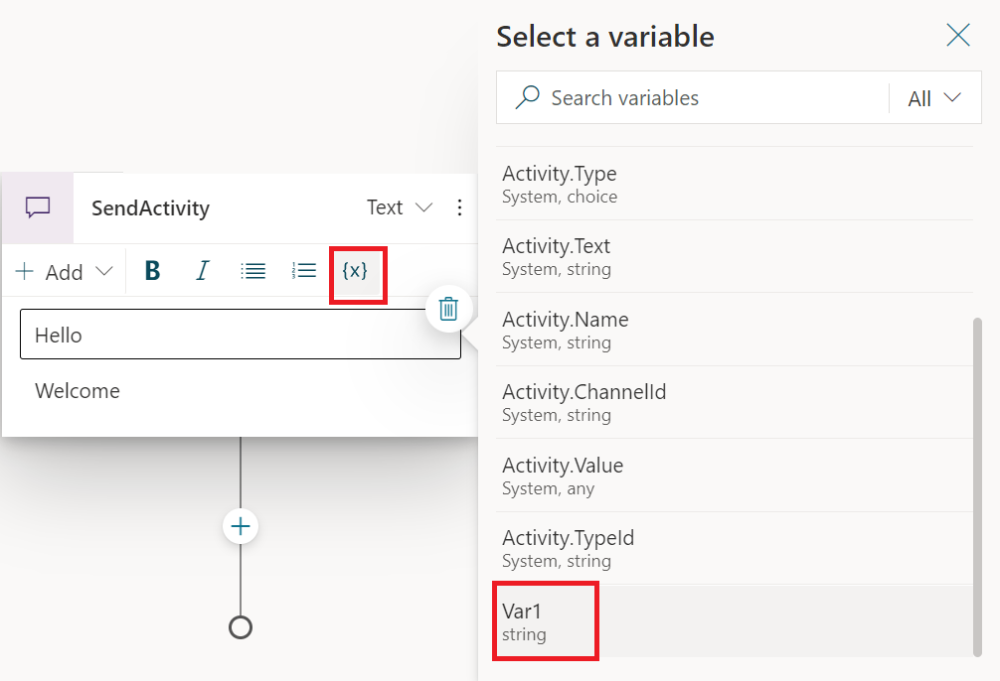 SendActivity
Text
Add
B
I
{x}
Hello
Welcome
Select a variable
Search variables
All
Activity.Type
System, choice
Activity.Text
System, string
Activity.Name
System, string
Activity.ChannelId
System, string
Activity.Value
System, any
Activity.TypeId
System, string
Var1
string